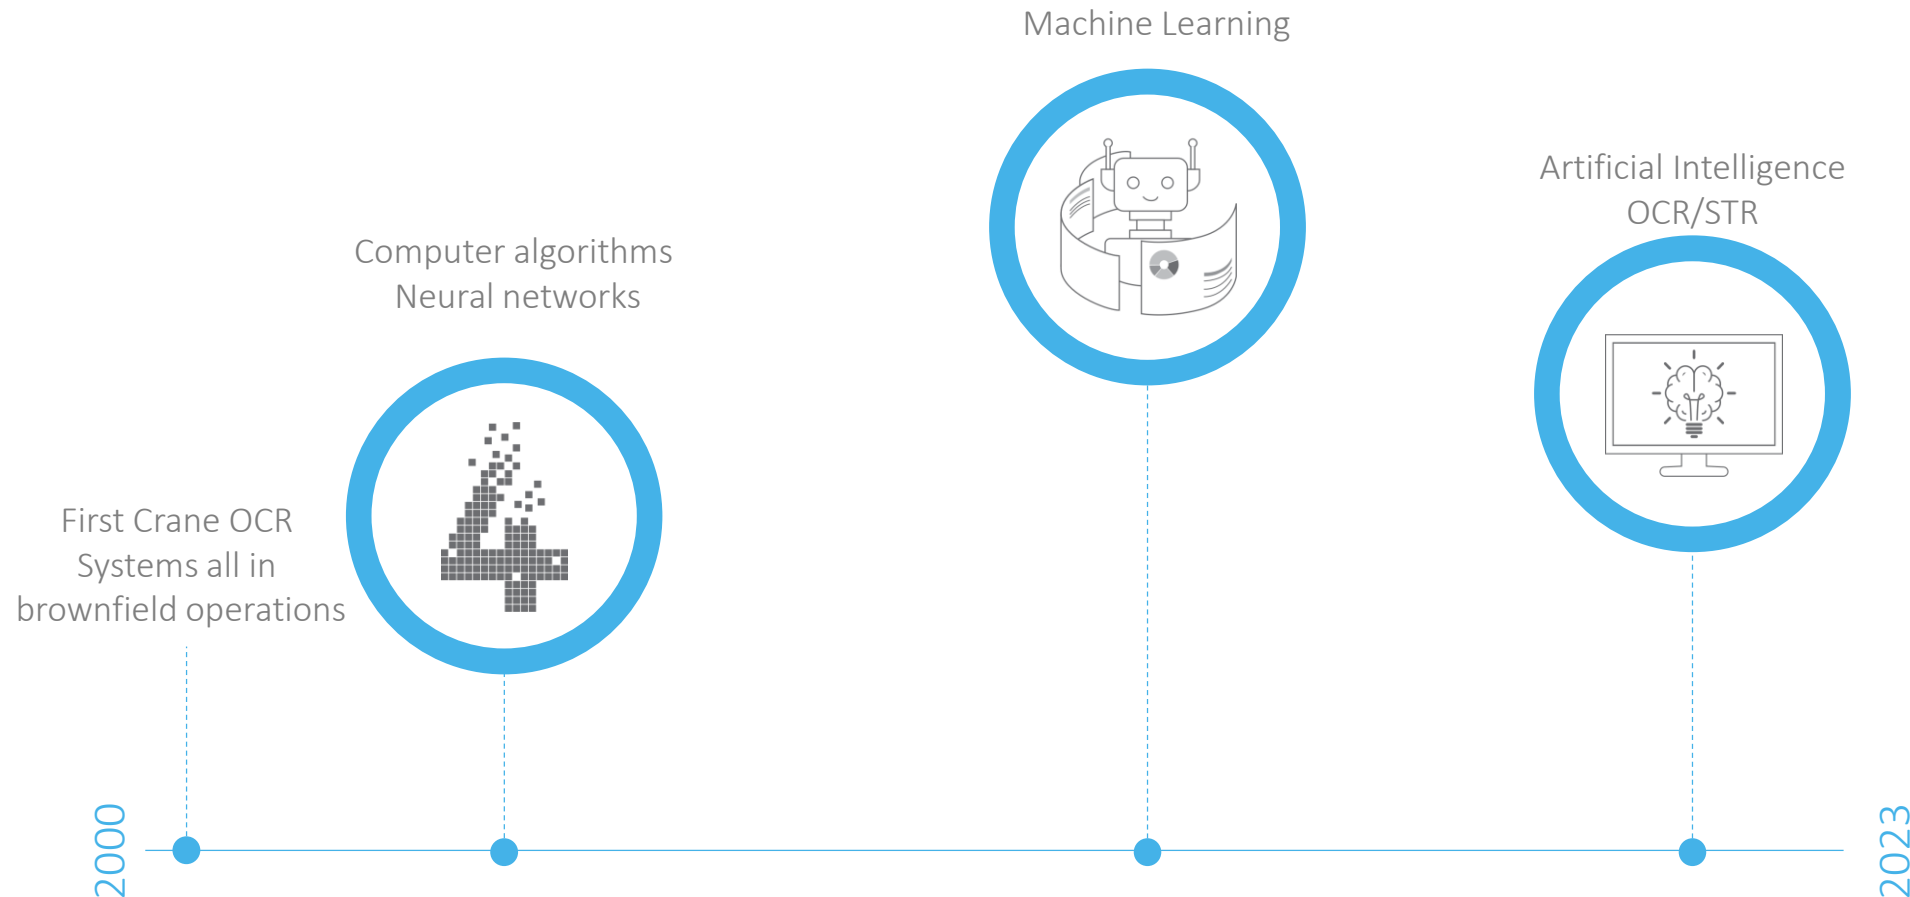 Machine Learning
Artificial Intelligence
OCR/STR
Computer algorithms
Neural networks
4
First Crane OCR
Systems all in
brownfield operations
2000
2023